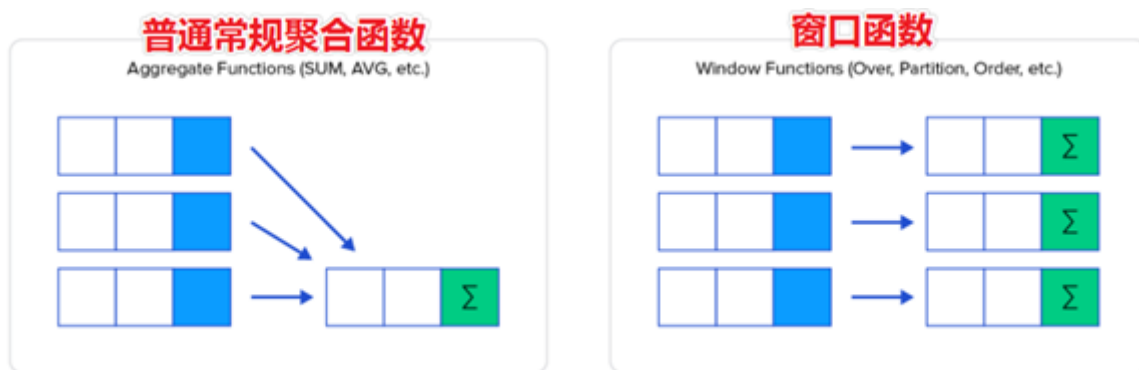 普通常规聚合函数
Aggregate Functions (SUM, AVG, etc.)
Σ
窗口函数
Window Functions (Over, Partition, Order, etc.)
Σ
Σ
Σ